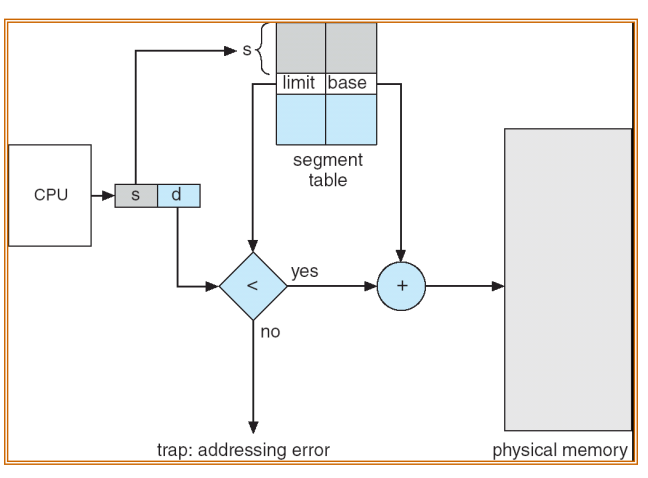 s
limit base
segment
table
CPU
s d
<
yes
+
no
trap: addressing error
physical memory